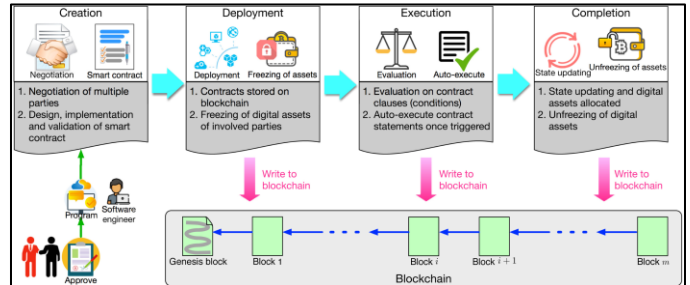 Creation
Deployment
Execution
Completion
Negotiation
Smart contract
Deployment
Freezing of assets
Evaluation
Auto-execute
State updating
Unfreezing of assets
1. Negotiation of multiple
parties
2. Design, implementation
and validation of smart
contract
1. Contracts stored on
blockchain
2. Freezing of digital assets
of involved parties
1. Evaluation on contract
clauses (conditions)
2. Auto-execute contract
statements once triggered
1. State updating and digital
assets allocated
2. Unfreezing of digital
assets
Write to
blockchain
Write to
blockchain
Write to
blockchain
Program
Software
engineer
Approve
Genesis block
Block 1
Block i
Block i + 1
Block m
Blockchain